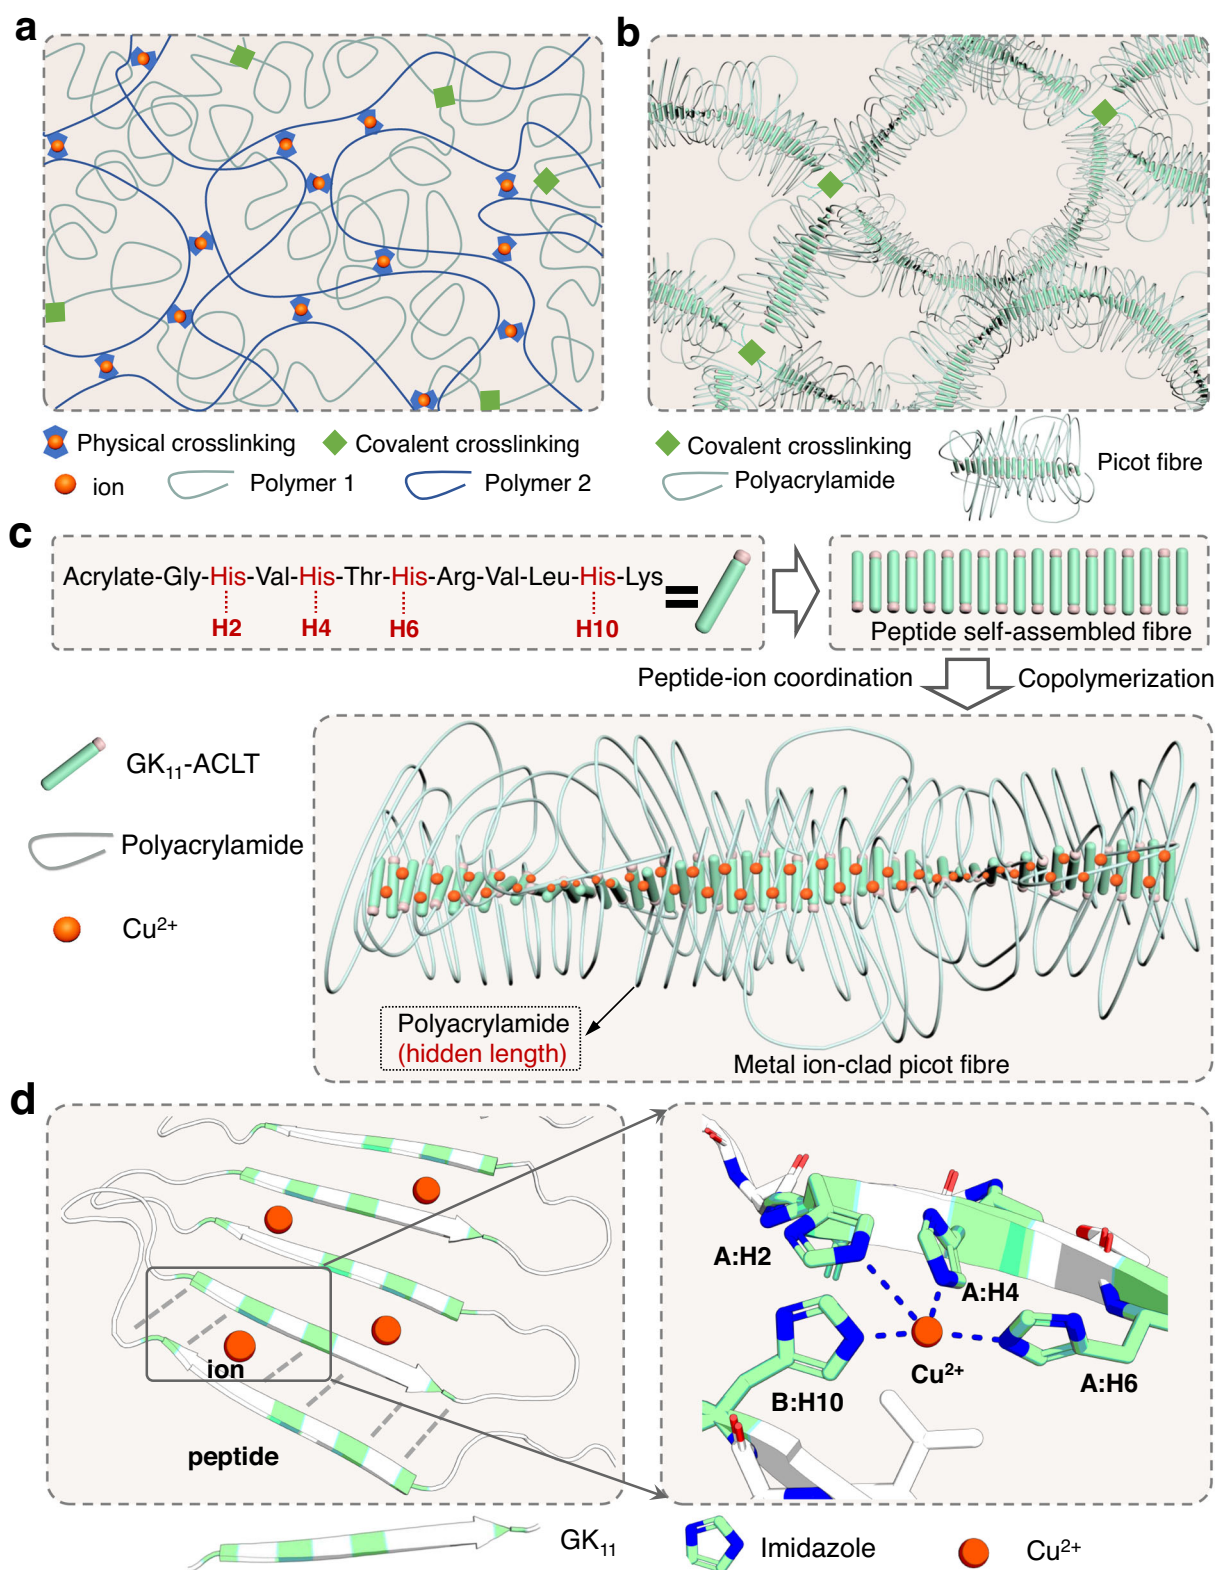 a
b
Physical crosslinking
Covalent crosslinking
ion
Polymer 1
Polymer 2
Covalent crosslinking
Polyacrylamide
Picot fibre
c
Acrylate-Gly-His-Val-His-Thr-His-Arg-Val-Leu-His-Lys
=
H2
H4
H6
H10
Peptide self-assembled fibre
Peptide-ion coordination
Copolymerization
GK₁₁-ACLT
Polyacrylamide
Cu²⁺
Polyacrylamide
(hidden length)
Metal ion-clad picot fibre
d
ion
peptide
A:H2
A:H4
Cu²⁺
A:H6
B:H10
GK₁₁
Imidazole
Cu²⁺